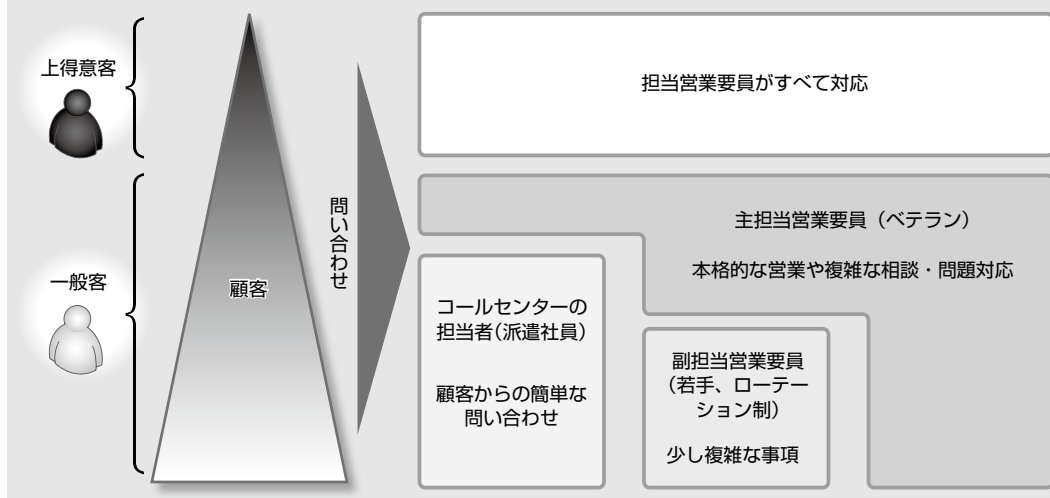 上得意客
一般客
顧客
問い合わせ
担当営業要員がすべて対応
主担当営業要員（ベテラン）
本格的な営業や複雑な相談・問題対応
コールセンターの
担当者（派遣社員）
顧客からの簡単な
問い合わせ
副担当営業要員
（若手、ローテー
ション制）
少し複雑な事項